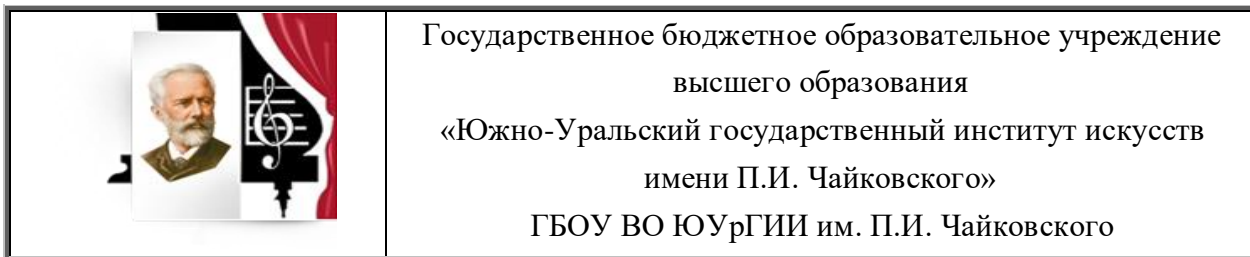 Государственное бюджетное образовательное учреждение
высшего образования
«Южно-Уральский государственный институт искусств
имени П.И. Чайковского»
ГБОУ ВО ЮУрГИИ им. П.И. Чайковского